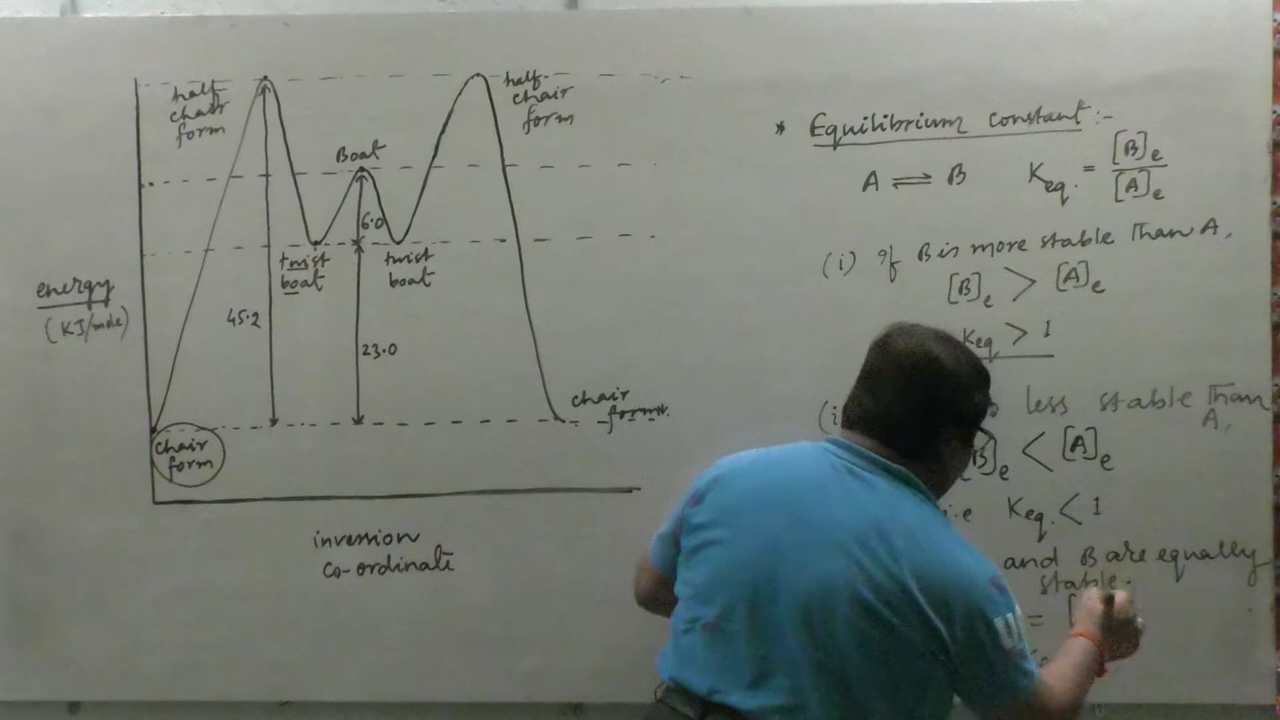 half-
chair
form
half-
chair
form
Boat
6.0
twist
boat
twist
boat
energy
(KJ/mole)
45.2
23.0
chair
form
chair
form
inversion
co-ordinate
* Equilibrium constant :-
A ⇌ B Keq. = [B]e / [A]e
(i) If B is more stable than A,
[B]e > [A]e
Keq > 1
less stable than
A,
B]e < [A]e
i.e Keq. < 1
and B are equally
stable.
= [